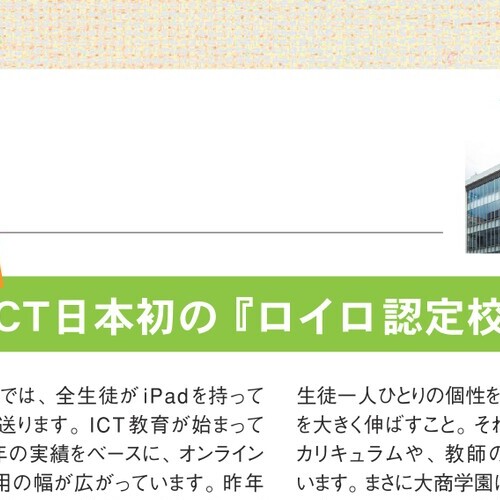 CT日本初の『ロイロ認定校
では、全生徒がiPadを持って
送ります。ICT教育が始まって
年の実績をベースに、オンライン
用の幅が広がっています。昨年
生徒一人ひとりの個性を
を大きく伸ばすこと。それ
カリキュラムや、教師の
います。まさに大商学園に